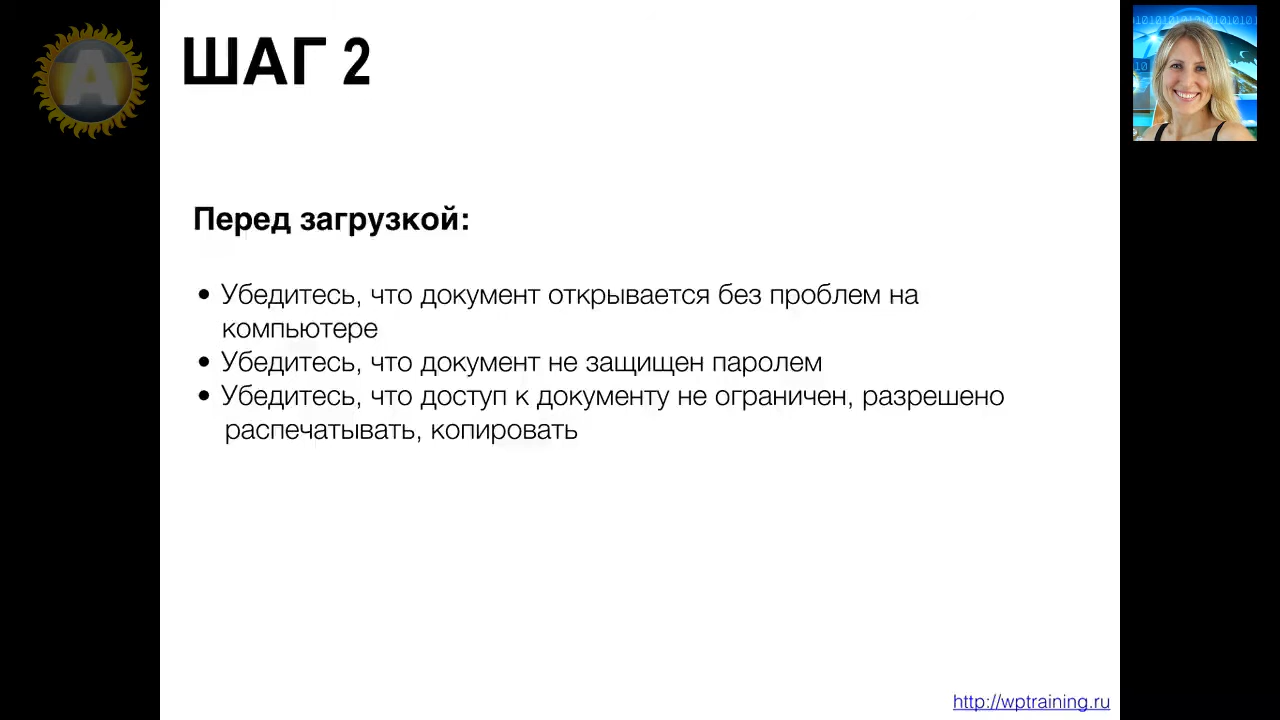 A
ШАГ 2
Перед загрузкой:
• Убедитесь, что документ открывается без проблем на
компьютере
• Убедитесь, что документ не защищен паролем
• Убедитесь, что доступ к документу не ограничен, разрешено
распечатывать, копировать
http://wptraining.ru